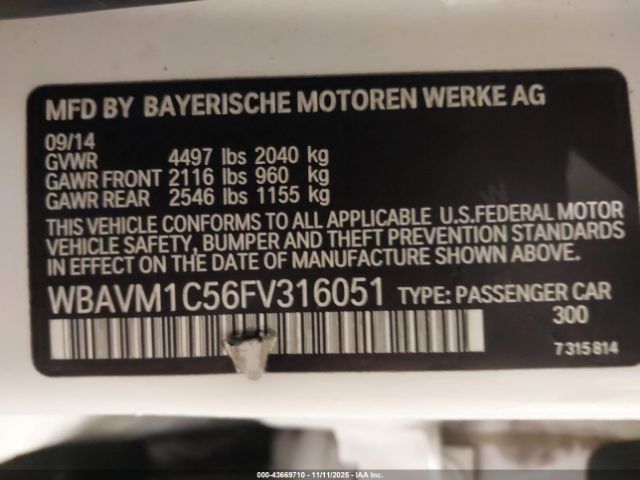 MFD BY BAYERISCHE MOTOREN WERKE AG
09/14
GVWR 4497 lbs 2040 kg
GAWR FRONT 2116 lbs 960 kg
GAWR REAR 2546 lbs 1155 kg
THIS VEHICLE CONFORMS TO ALL APPLICABLE U.S.FEDERAL MOTOR
VEHICLE SAFETY, BUMPER AND THEFT PREVENTION STANDARDS
IN EFFECT ON THE DATE OF MANUFACTURE SHOWN ABOVE.
WBAVM1C56FV316051 TYPE: PASSENGER CAR
300
7315814
000-43669710 - 11/11/2025 - IAA Inc.